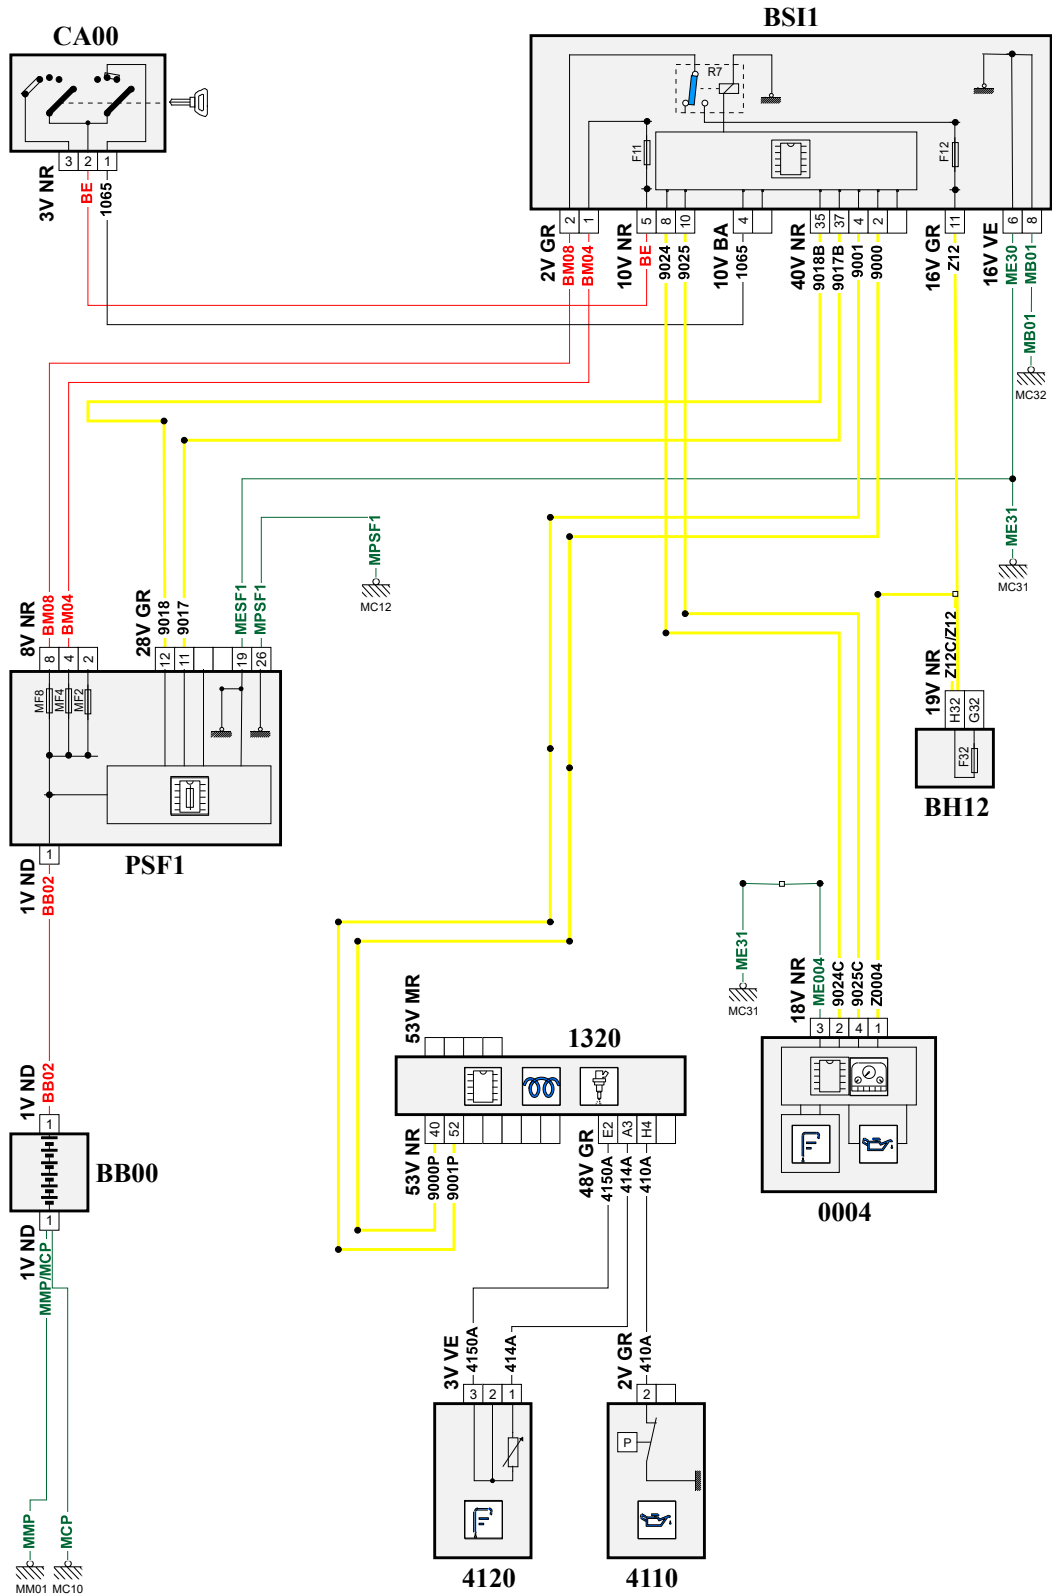 BSI1
CA00
R7
F11
F12
3 2 1
3V NR
BE
1065
2 1
5 8 10
4
35 37 4 2
11
6 8
2V GR
BM08
BM04
10V NR
BE
9024
9025
10V BA
1065
40V NR
9018B
9017B
9001
9000
16V GR
Z12
16V VE
ME30
MB01
MB01
MC32
MPSF1
MC12
ME31
MC31
8V NR
BM08
BM04
28V GR
9018
9017
MESF1
MPSF1
8 4 2
12 11
19 26
MF8
MF4
MF2
19V NR
Z12C/Z12
H32
G32
F32
BH12
1
PSF1
1V ND
BB02
ME31
MC31
18V NR
ME004
9024C
9025C
Z0004
3 2 4 1
53V MR
1320
1V ND
BB02
1
BB00
40 52
E2 A3 H4
53V NR
9000P
9001P
48V GR
4150A
414A
410A
F
0004
1
1V ND
MMP/MCP
3V VE
4150A
414A
2V GR
410A
3 2 1
2
P
F
MMP
MCP
MM01
MC10
4120
4110